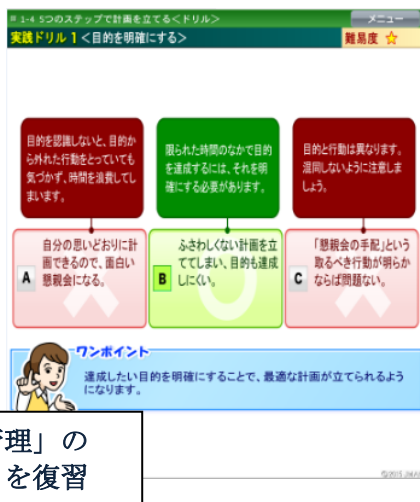 1-4 5つのステップで計画を立てる＜ドリル＞
メニュー
実践ドリル 1 ＜目的を明確にする＞
難易度 ☆
目的を認識しないと、目的か
ら外れた行動をとっていても
気づかず、時間を浪費してし
まいます。
限られた時間のなかで目的
を達成するには、それを明
確にする必要があります。
目的と行動は異なります。
混同しないように注意しま
しょう。
A
自分の思いどおりに計
画できるので、面白い
懇親会になる。
B
ふさわしくない計画を立
ててしまい、目的も達成
しにくい。
C
「懇親会の手配」という
取るべき行動が明らか
ならば問題ない。
ワンポイント
達成したい目的を明確にすることで、最適な計画が立てられるよう
になります。
管理」の
を復習
©2015 JMA